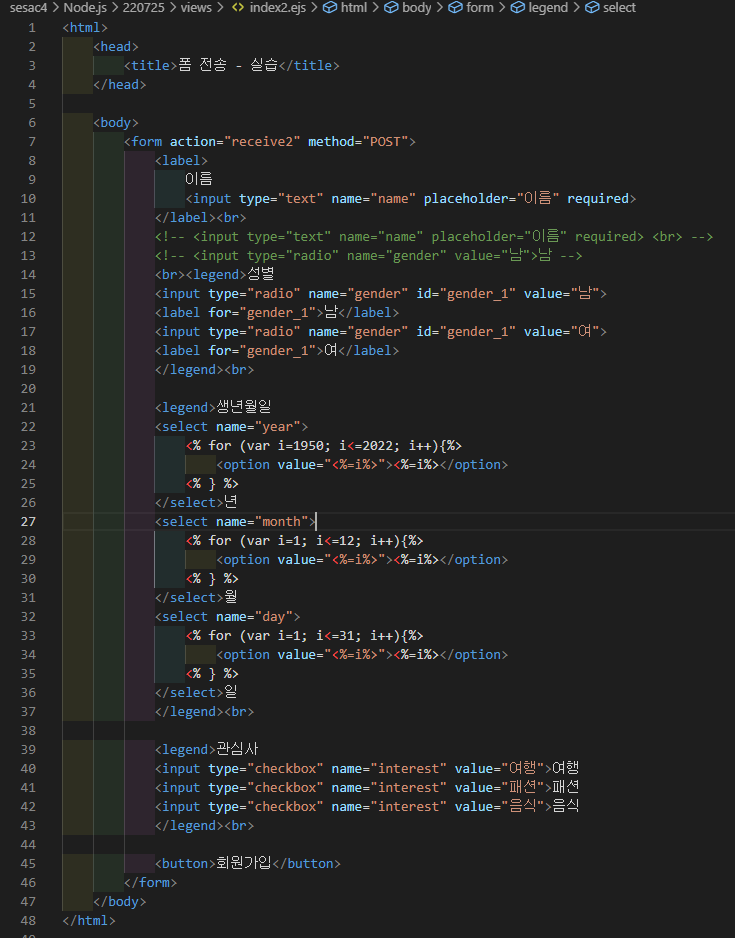 sesac4 > Node.js > 220725 > views > <> index2.ejs > html > body > form > legend > select
1 <html>
2 <head>
3 <title>폼 전송 - 실습</title>
4 </head>
5
6 <body>
7 <form action="receive2" method="POST">
8 <label>
9 이름
10 <input type="text" name="name" placeholder="이름" required>
11 </label><br>
12 <!-- <input type="text" name="name" placeholder="이름" required> <br> -->
13 <!-- <input type="radio" name="gender" value="남">남 -->
14 <br><legend>성별
15 <input type="radio" name="gender" id="gender_1" value="남">
16 <label for="gender_1">남</label>
17 <input type="radio" name="gender" id="gender_1" value="여">
18 <label for="gender_1">여</label>
19 </legend><br>
20
21 <legend>생년월일
22 <select name="year">
23 <% for (var i=1950; i<=2022; i++){%>
24 <option value="<%=i%>"><%=i%></option>
25 <% } %>
26 </select>년
27 <select name="month">
28 <% for (var i=1; i<=12; i++){%>
29 <option value="<%=i%>"><%=i%></option>
30 <% } %>
31 </select>월
32 <select name="day">
33 <% for (var i=1; i<=31; i++){%>
34 <option value="<%=i%>"><%=i%></option>
35 <% } %>
36 </select>일
37 </legend><br>
38
39 <legend>관심사
40 <input type="checkbox" name="interest" value="여행">여행
41 <input type="checkbox" name="interest" value="패션">패션
42 <input type="checkbox" name="interest" value="음식">음식
43 </legend><br>
44
45 <button>회원가입</button>
46 </form>
47 </body>
48 </html>